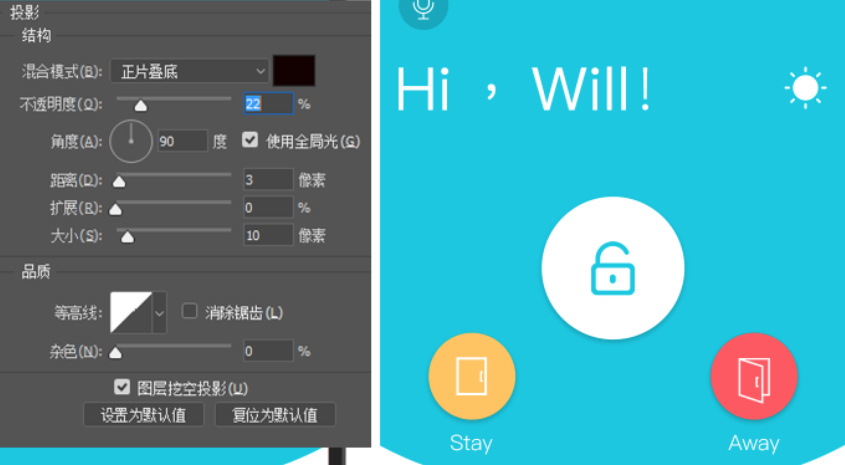 投影
结构
混合模式(B): 正片叠底
不透明度(O): 22 %
角度(A): 90 度 使用全局光(G)
距离(D): 3 像素
扩展(R): 0 %
大小(S): 10 像素
品质
等高线: 消除锯齿(L)
杂色(N): 0 %
图层挖空投影(U)
设置为默认值 复位为默认值
Hi，Will!
Stay
Away